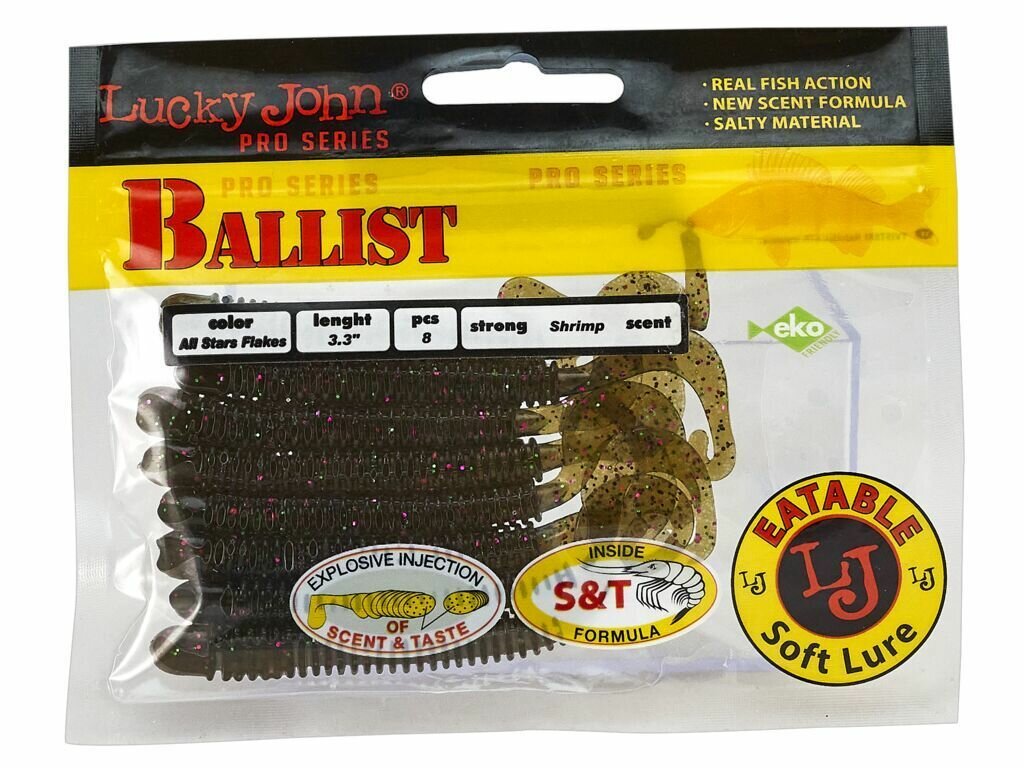 Lucky John®
PRO SERIES
· REAL FISH ACTION
· NEW SCENT FORMULA
· SALTY MATERIAL
PRO SERIES PRO SERIES
BALLIST
color
All Stars Flakes
lenght
3.3"
pcs
8
strong Shrimp scent
eko
FRIENDLY
EXPLOSIVE INJECTION
OF
SCENT & TASTE
INSIDE
S&T
FORMULA
EATABLE
LJ LJ LJ
Soft Lure